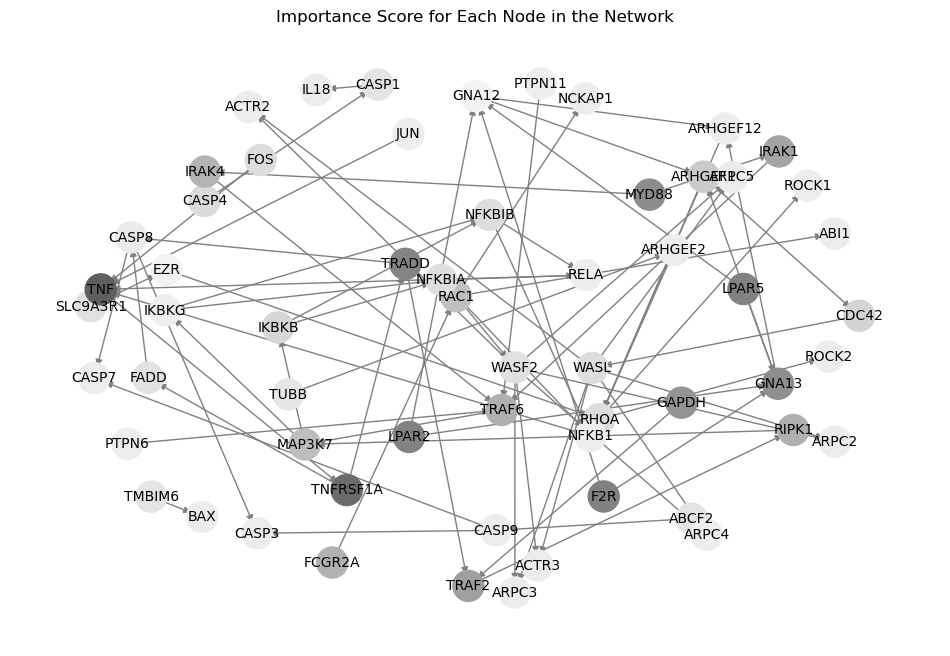 Importance Score for Each Node in the Network
PTPN11
CASP1
IL18
GNA12
NCKAP1
ACTR2
ARHGEF12
JUN
IRAK1
FOS
IRAK4
ARHGEF1
ARPC5
ROCK1
MYD88
CASP4
NFKBIB
ABI1
CASP8
ARHGEF2
TRADD
EZR
RELA
NFKBIA
TNF
LPAR5
RAC1
SLC9A3R1
IKBKG
CDC42
IKBKB
ROCK2
WASF2
WASL
CASP7
FADD
GNA13
TUBB
GAPDH
TRAF6
RHOA
RIPK1
NFKB1
LPAR2
ARPC2
PTPN6
MAP3K7
TNFRSF1A
TMBIM6
F2R
BAX
ABCF2
CASP9
CASP3
ARPC4
FCGR2A
ACTR3
TRAF2
ARPC3